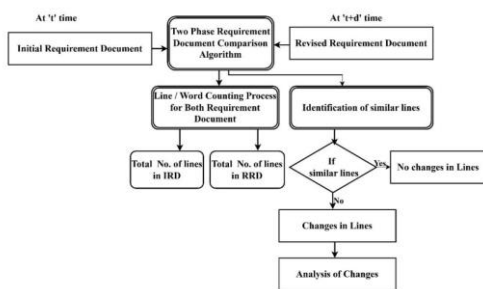 At 't' time
At 't+d' time
Initial Requirement Document
Two Phase Requirement
Document Comparison
Algorithm
Revised Requirement Document
Line / Word Counting Process
for Both Requirement
Document
Identification of similar lines
Total No. of lines
in IRD
Total No. of lines
in RRD
If
similar lines
Yes
No changes in Lines
No
Changes in Lines
Analysis of Changes